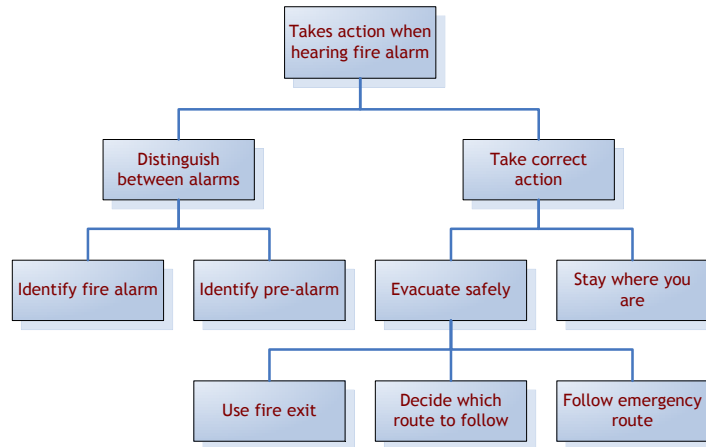 Takes action when
hearing fire alarm
Distinguish
between alarms
Take correct
action
Identify fire alarm
Identify pre-alarm
Evacuate safely
Stay where you
are
Use fire exit
Decide which
route to follow
Follow emergency
route